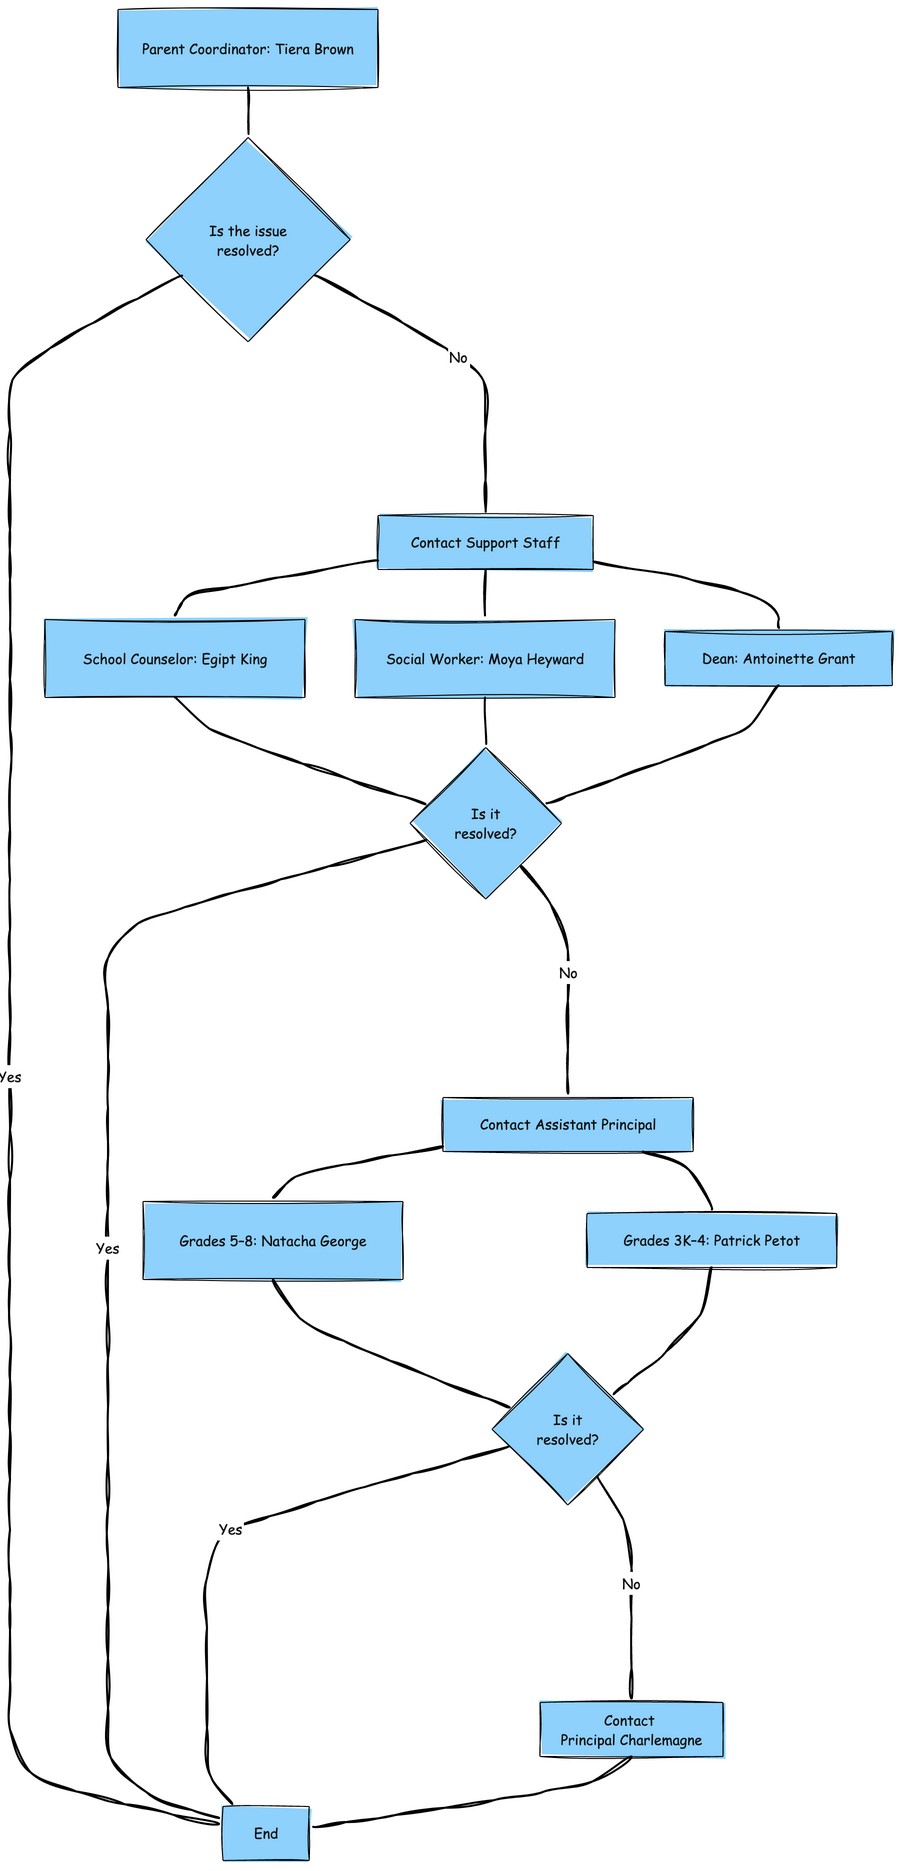 Parent Coordinator: Tiera Brown
Is the issue
resolved?
No
Contact Support Staff
School Counselor: Egipt King
Social Worker: Moya Heyward
Dean: Antoinette Grant
Is it
resolved?
No
Yes
Contact Assistant Principal
Yes
Grades 5–8: Natacha George
Grades 3K–4: Patrick Petot
Is it
resolved?
Yes
No
Contact
Principal Charlemagne
End